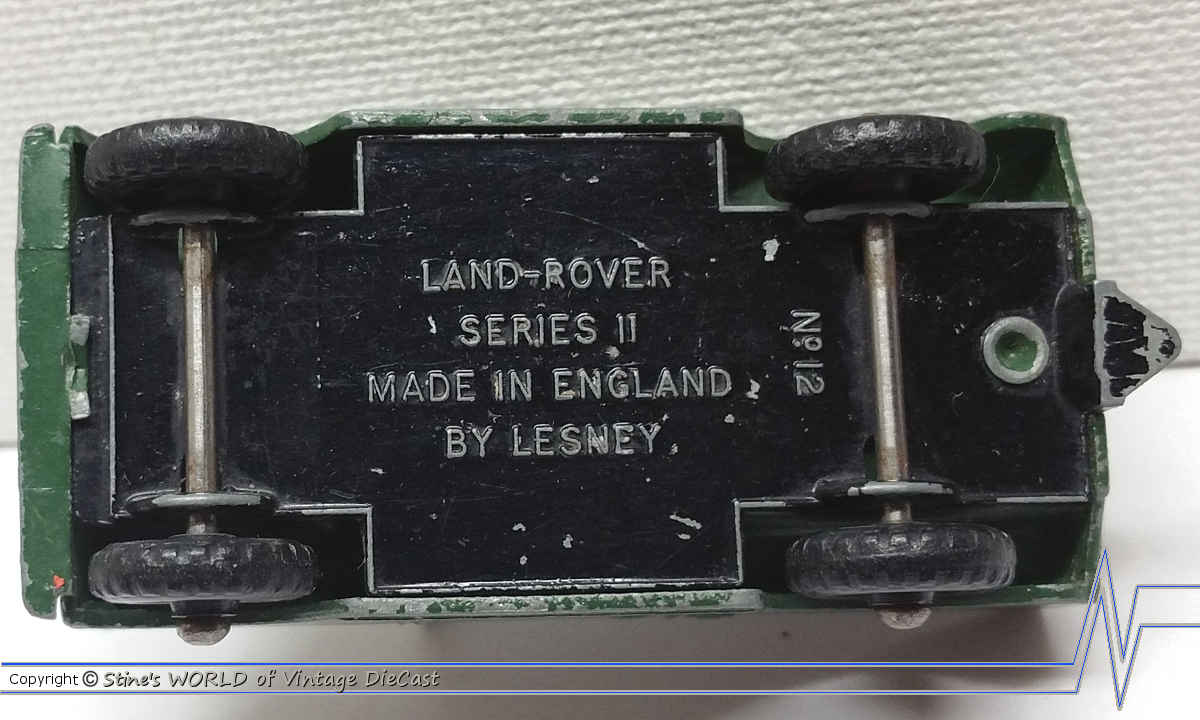 LAND-ROVER
SERIES II
MADE IN ENGLAND
BY LESNEY
No 12
Copyright © Stine's WORLD of Vintage DieCast